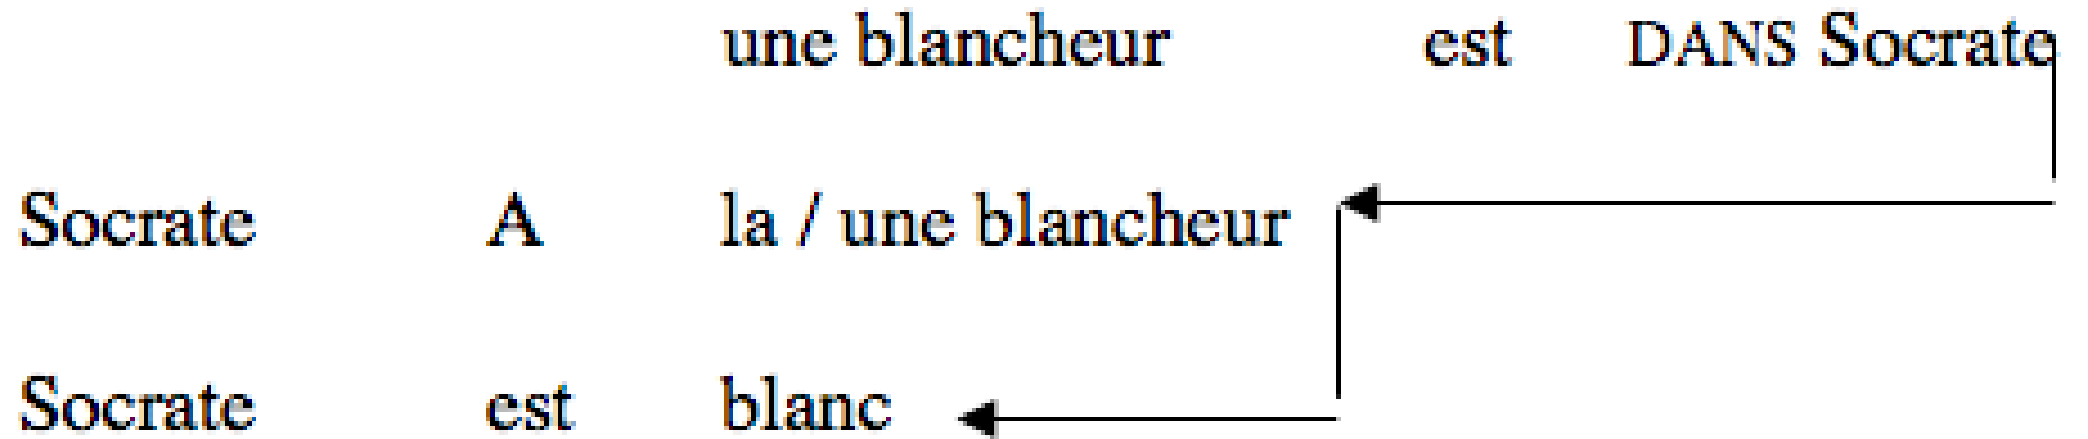 une blancheur est DANS Socrate
Socrate A la / une blancheur
Socrate est blanc